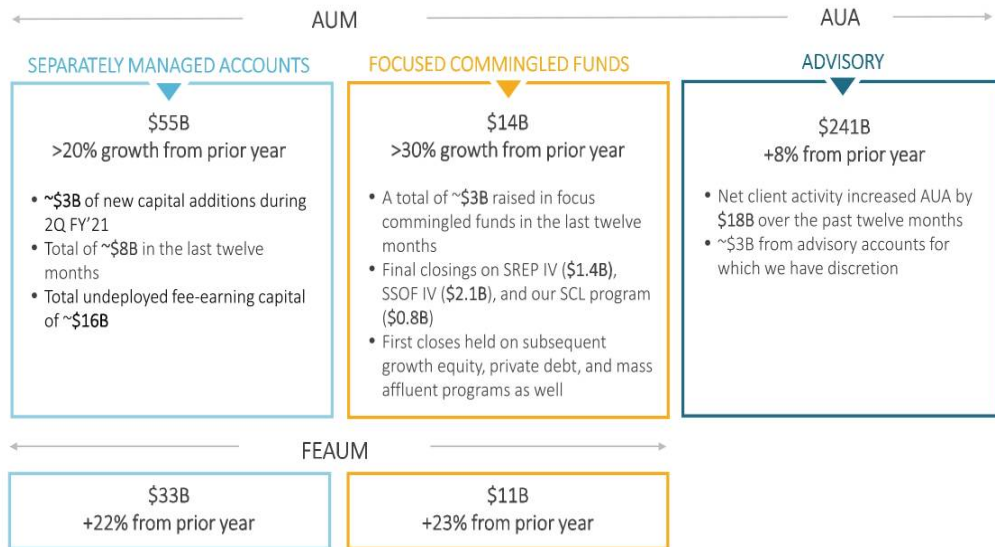 AUM
AUA
SEPARATELY MANAGED ACCOUNTS
$55B
>20% growth from prior year
• ~$3B of new capital additions during
2Q FY'21
• Total of ~$8B in the last twelve
months
• Total undeployed fee-earning capital
of ~$16B
FOCUSED COMMINGLED FUNDS
$14B
>30% growth from prior year
• A total of ~$3B raised in focus
commingled funds in the last twelve
months
• Final closings on SREP IV ($1.4B),
SSOF IV ($2.1B), and our SCL program
($0.8B)
• First closes held on subsequent
growth equity, private debt, and mass
affluent programs as well
ADVISORY
$241B
+8% from prior year
• Net client activity increased AUA by
$18B over the past twelve months
• ~$3B from advisory accounts for
which we have discretion
FEAUM
$33B
+22% from prior year
$11B
+23% from prior year